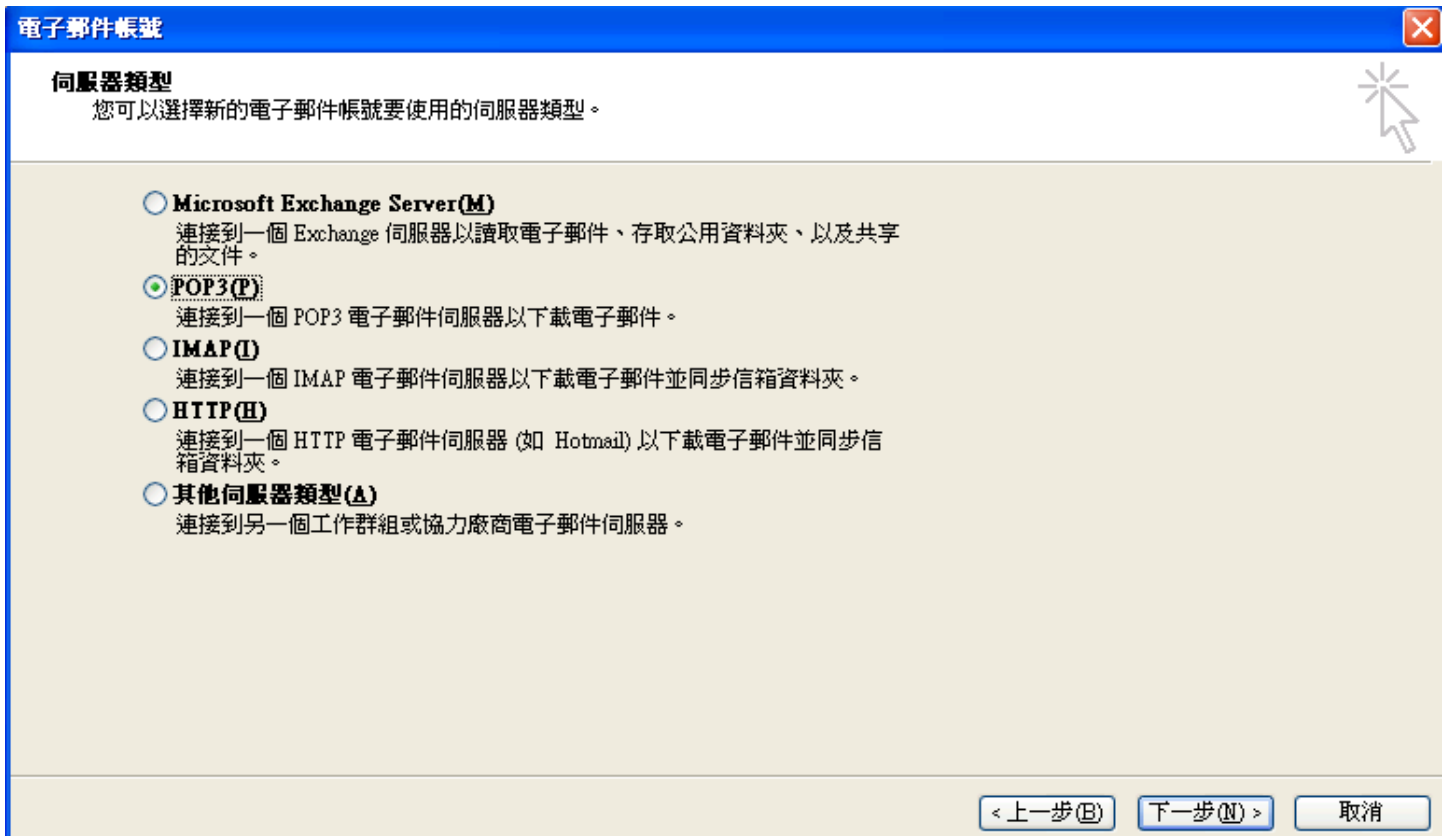 電子郵件帳號
伺服器類型
您可以選擇新的電子郵件帳號要使用的伺服器類型。
Microsoft Exchange Server(M)
連接到一個 Exchange 伺服器以讀取電子郵件、存取公用資料夾、以及共享
的文件。
POP3(P)
連接到一個 POP3 電子郵件伺服器以下載電子郵件。
IMAP(I)
連接到一個 IMAP 電子郵件伺服器以下載電子郵件並同步信箱資料夾。
HTTP(H)
連接到一個 HTTP 電子郵件伺服器 (如 Hotmail) 以下載電子郵件並同步信
箱資料夾。
其他伺服器類型(A)
連接到另一個工作群組或協力廠商電子郵件伺服器。
<上一步(B) 下一步(N) > 取消